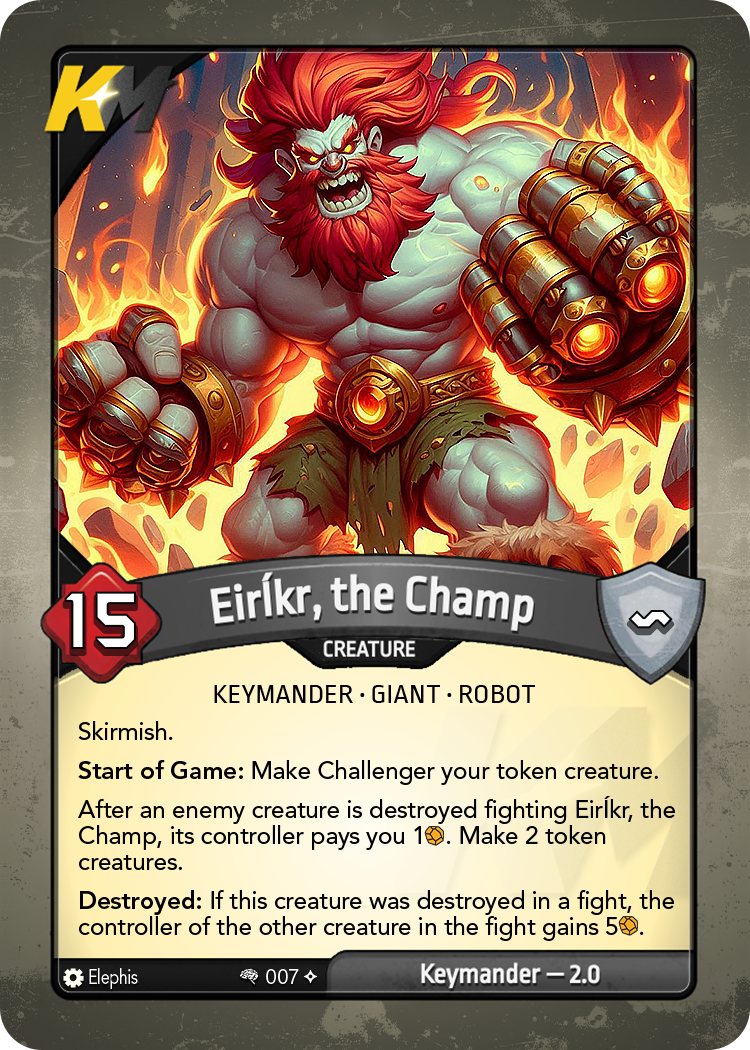 KM
15
EirÍkr, the Champ
CREATURE
KEYMANDER · GIANT · ROBOT
Skirmish.
Start of Game: Make Challenger your token creature.
After an enemy creature is destroyed fighting EirÍkr, the
Champ, its controller pays you 1. Make 2 token
creatures.
Destroyed: If this creature was destroyed in a fight, the
controller of the other creature in the fight gains 5.
Elephis
007
Keymander — 2.0